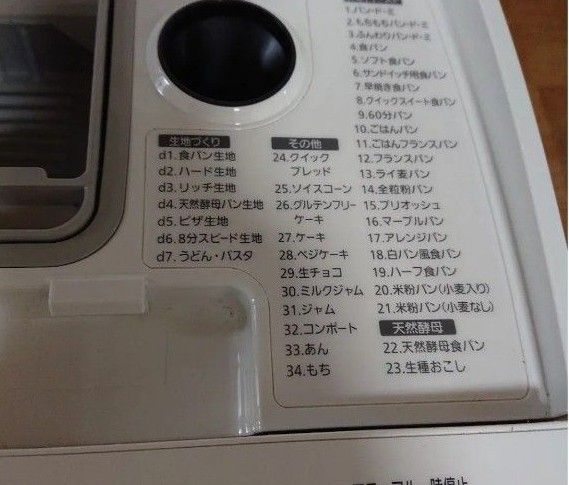 1.パン・ド・ミ
2.もちもちパン・ド・ミ
3.ふんわりパン・ド・ミ
4.食パン
5.ソフト食パン
6.サンドイッチ用食パン
7.早焼き食パン
8.クイックスイート食パン
9.60分パン
10.ごはんパン
11.ごはんフランスパン
12.フランスパン
13.ライ麦パン
14.全粒粉パン
15.ブリオッシュ
16.マーブルパン
17.アレンジパン
18.白パン風食パン
19.ハーフ食パン
20.米粉パン(小麦入り)
21.米粉パン(小麦なし)
天然酵母
22.天然酵母食パン
23.生種おこし
生地づくり
d1.食パン生地
d2.ハード生地
d3.リッチ生地
d4.天然酵母パン生地
d5.ピザ生地
d6.8分スピード生地
d7.うどん・パスタ
その他
24.クイック
ブレッド
25.ソイスコーン
26.グルテンフリー
ケーキ
27.ケーキ
28.ベジケーキ
29.生チョコ
30.ミルクジャム
31.ジャム
32.コンポート
33.あん
34.もち